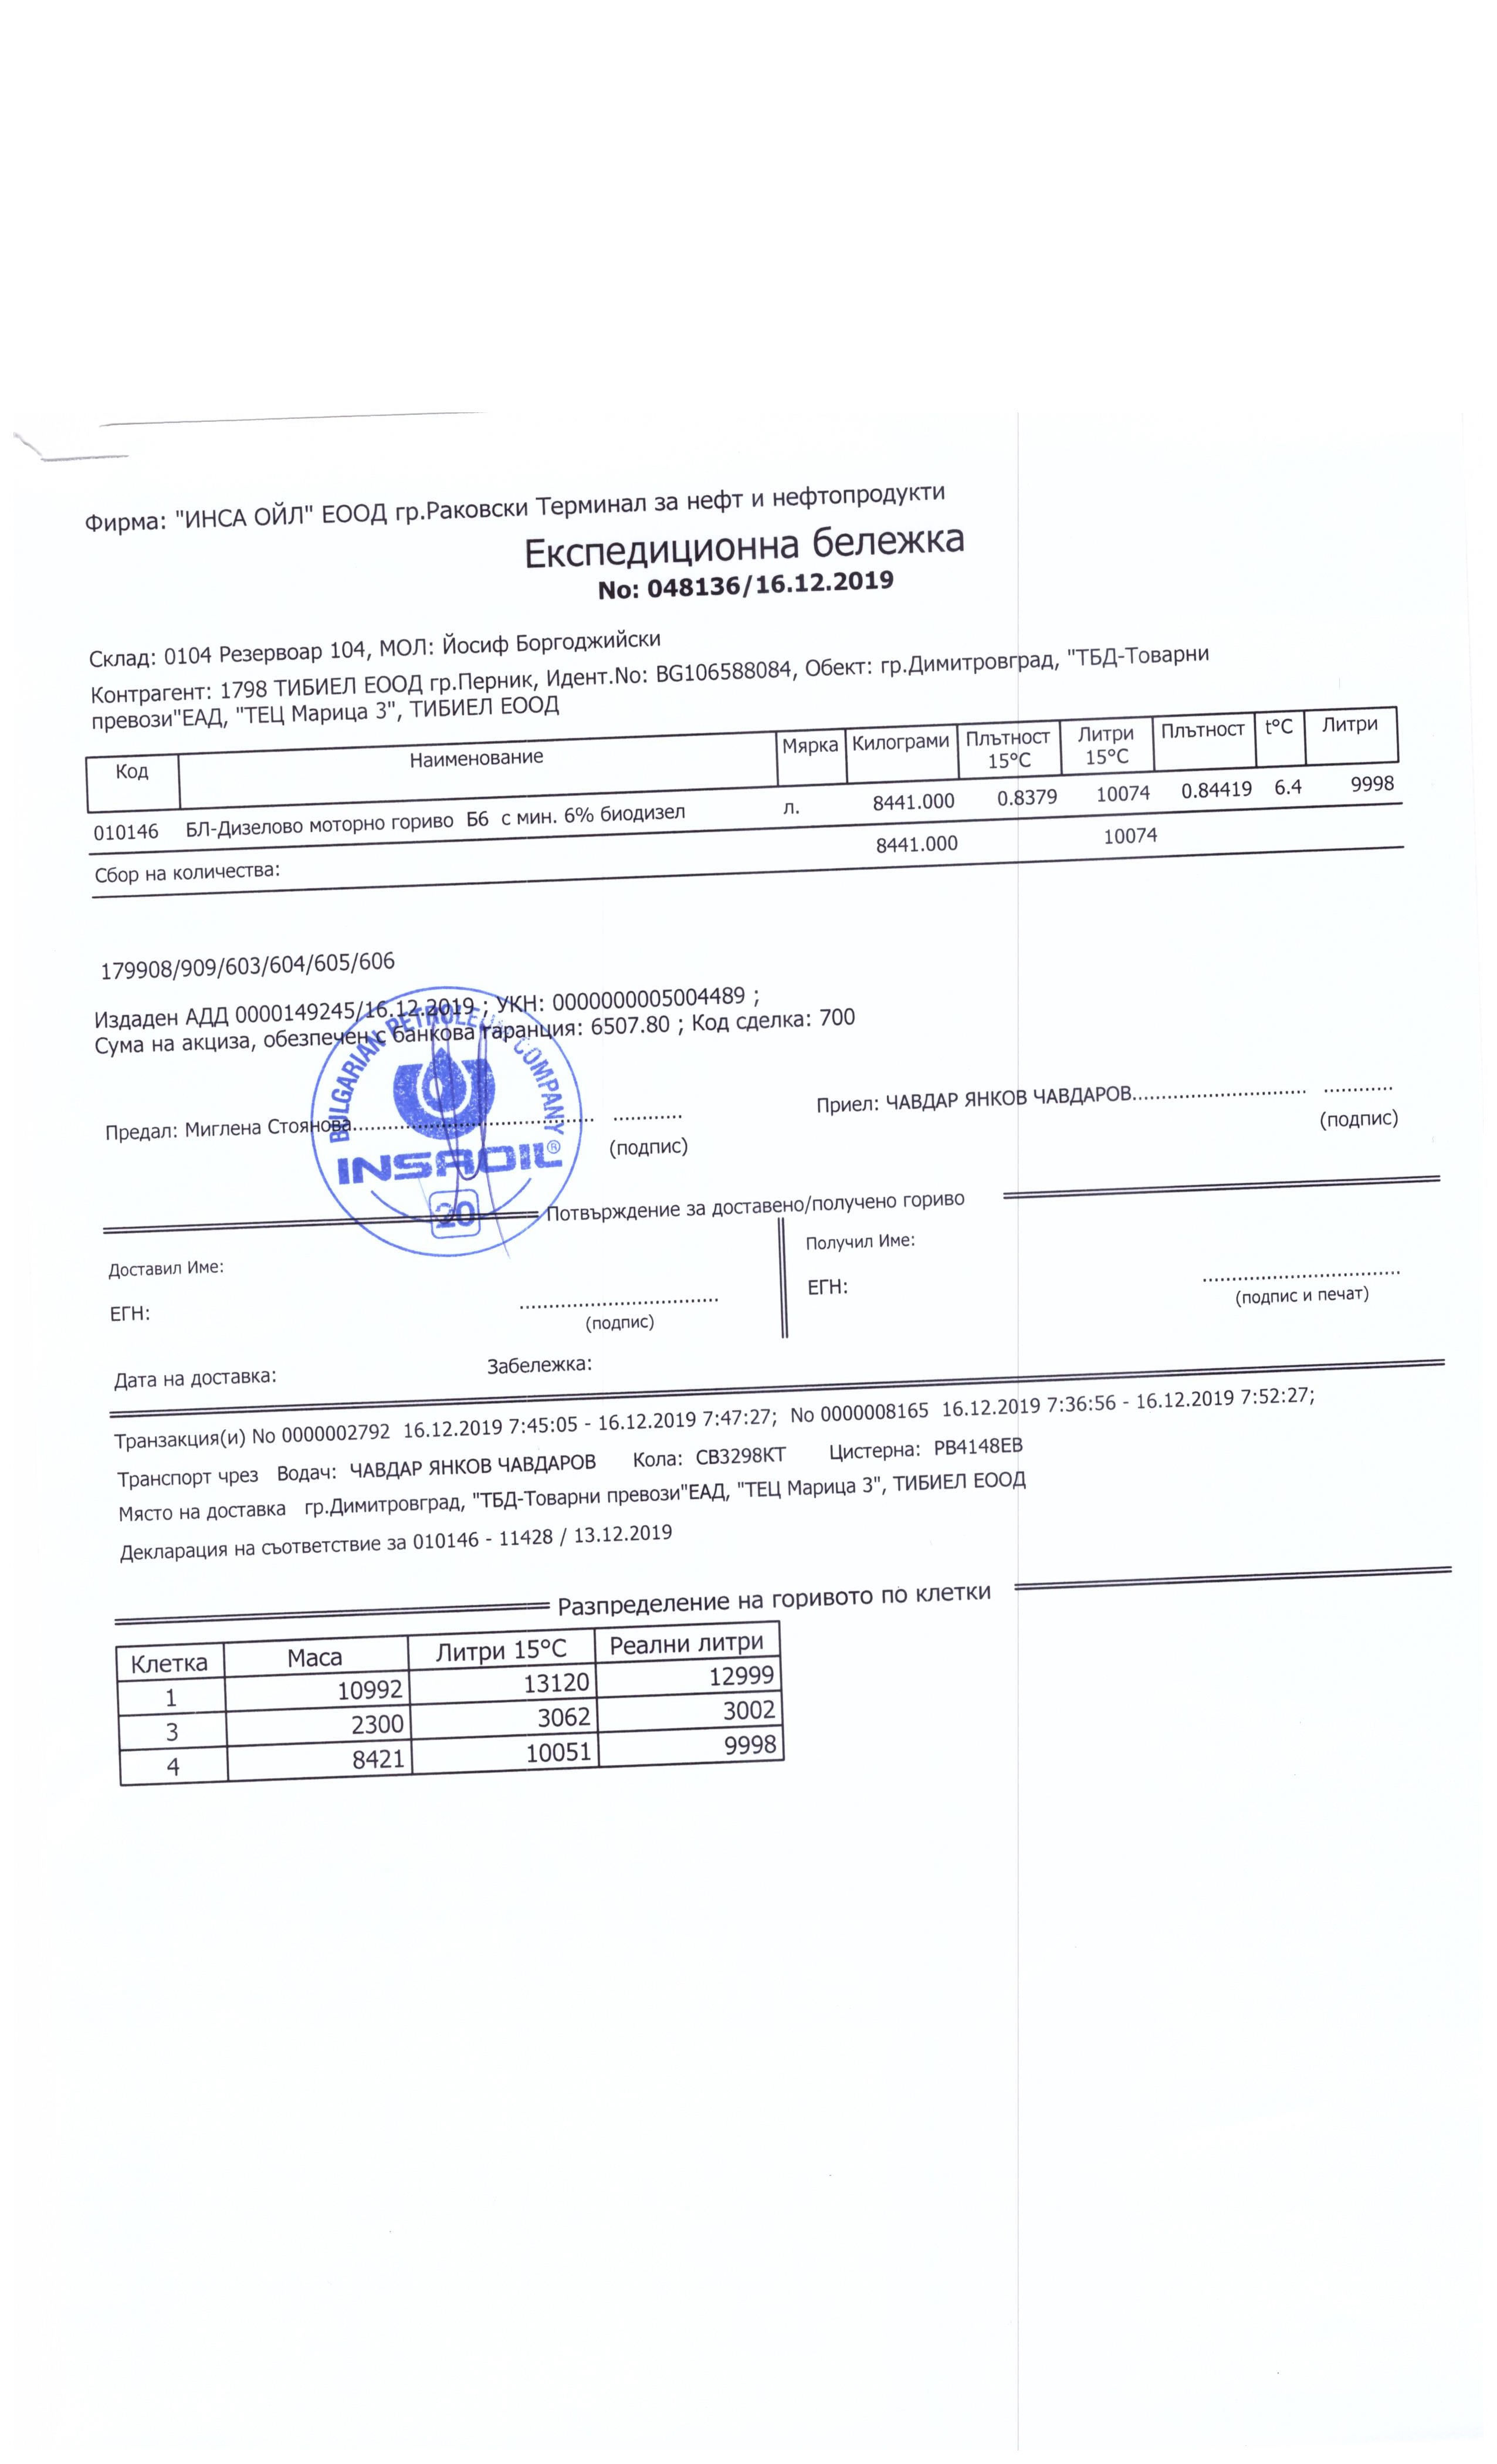 Фирма: "ИНСА ОЙЛ" ЕООД гр.Раковски Терминал за нефт и нефтопродукти
Експедиционна бележка
No: 048136/16.12.2019
Склад: 0104 Резервоар 104, МОЛ: Йосиф Боргоджийски
Контрагент: 1798 ТИБИЕЛ ЕООД гр.Перник, Идент.No: BG106588084, Обект: гр.Димитровград, "ТБД-Товарни
превози"ЕАД, "ТЕЦ Марица 3", ТИБИЕЛ ЕООД
Код Наименование Мярка Килограми Плътност 15°C Литри 15°C Плътност t°C Литри
010146 БЛ-Дизелово моторно гориво Б6 с мин. 6% биодизел л. 8441.000 0.8379 10074 0.84419 6.4 9998
Сбор на количества: 8441.000 10074
179908/909/603/604/605/606
Издаден АДД 0000149245/16.12.2019 ; УКН: 0000000005004489 ;
Сума на акциза, обезпечен с банкова гаранция: 6507.80 ; Код сделка: 700
BULGARIAN PETROLEUM COMPANY
INSAOIL®
20
Предал: Миглена Стоянова............................................. ...........
(подпис)
Приел: ЧАВДАР ЯНКОВ ЧАВДАРОВ............................ ...........
(подпис)
Потвърждение за доставено/получено гориво
Доставил Име:
ЕГН: .................................
(подпис)
Получил Име:
ЕГН: .................................
(подпис и печат)
Дата на доставка: Забележка:
Транзакция(и) No 0000002792 16.12.2019 7:45:05 - 16.12.2019 7:47:27; No 0000008165 16.12.2019 7:36:56 - 16.12.2019 7:52:27;
Транспорт чрез Водач: ЧАВДАР ЯНКОВ ЧАВДАРОВ Кола: СВ3298КТ Цистерна: РВ4148ЕВ
Място на доставка гр.Димитровград, "ТБД-Товарни превози"ЕАД, "ТЕЦ Марица 3", ТИБИЕЛ ЕООД
Декларация на съответствие за 010146 - 11428 / 13.12.2019
Разпределение на горивото по клетки
Клетка Маса Литри 15°C Реални литри
1 10992 13120 12999
3 2300 3062 3002
4 8421 10051 9998